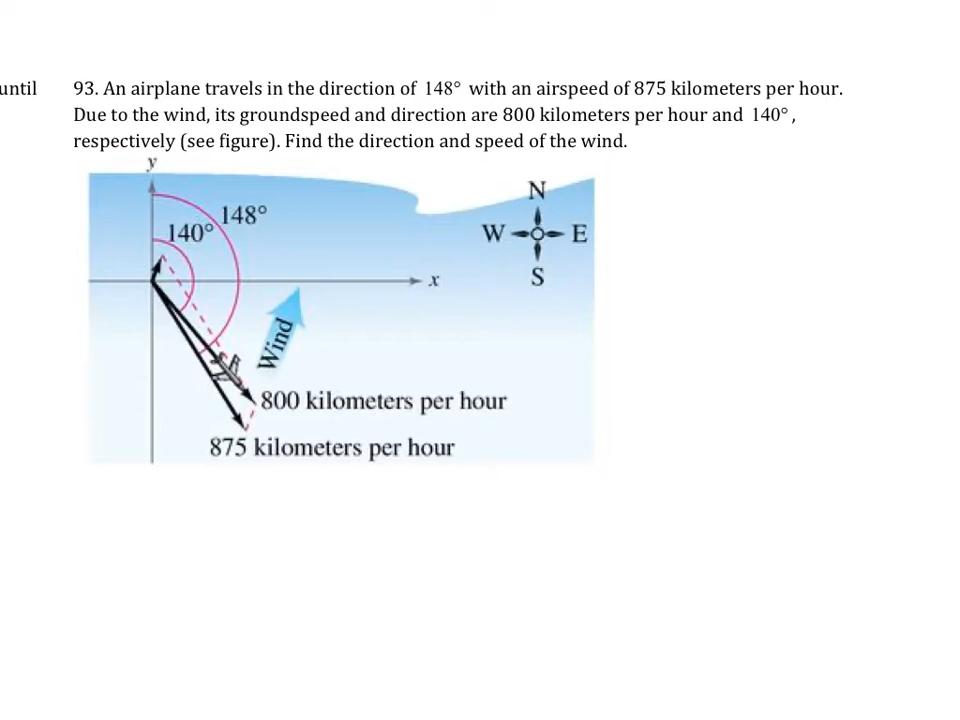 until
93. An airplane travels in the direction of 148° with an airspeed of 875 kilometers per hour.
Due to the wind, its groundspeed and direction are 800 kilometers per hour and 140°,
respectively (see figure). Find the direction and speed of the wind.
y
N
148°
140°
W E
x
S
Wind
800 kilometers per hour
875 kilometers per hour